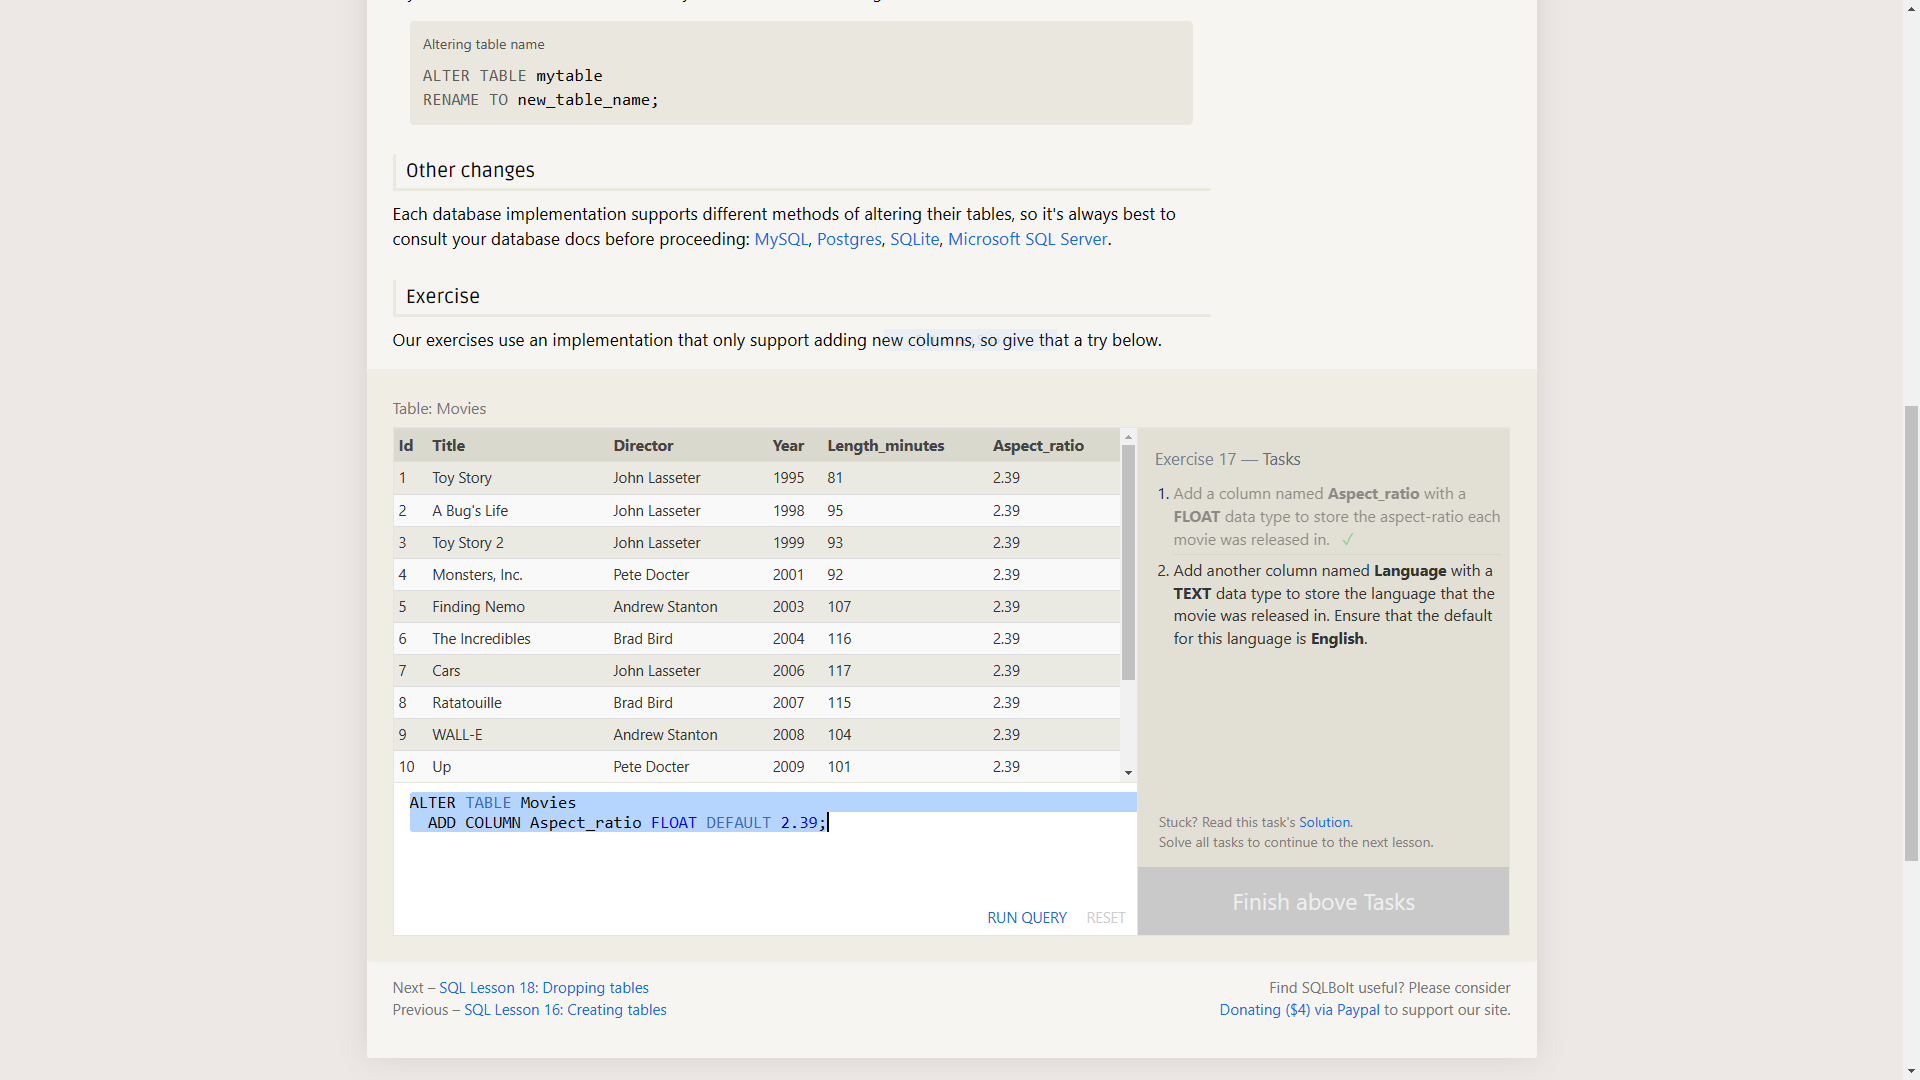 Altering table name
ALTER TABLE mytable
RENAME TO new_table_name;
Other changes
Each database implementation supports different methods of altering their tables, so it's always best to
consult your database docs before proceeding: MySQL, Postgres, SQLite, Microsoft SQL Server.
Exercise
Our exercises use an implementation that only support adding new columns, so give that a try below.
Table: Movies
Id Title Director Year Length_minutes Aspect_ratio
1 Toy Story John Lasseter 1995 81 2.39
2 A Bug's Life John Lasseter 1998 95 2.39
3 Toy Story 2 John Lasseter 1999 93 2.39
4 Monsters, Inc. Pete Docter 2001 92 2.39
5 Finding Nemo Andrew Stanton 2003 107 2.39
6 The Incredibles Brad Bird 2004 116 2.39
7 Cars John Lasseter 2006 117 2.39
8 Ratatouille Brad Bird 2007 115 2.39
9 WALL-E Andrew Stanton 2008 104 2.39
10 Up Pete Docter 2009 101 2.39
ALTER TABLE Movies
ADD COLUMN Aspect_ratio FLOAT DEFAULT 2.39;
RUN QUERY RESET
Exercise 17 — Tasks
1. Add a column named Aspect_ratio with a
FLOAT data type to store the aspect-ratio each
movie was released in. ✓
2. Add another column named Language with a
TEXT data type to store the language that the
movie was released in. Ensure that the default
for this language is English.
Stuck? Read this task's Solution.
Solve all tasks to continue to the next lesson.
Finish above Tasks
Next – SQL Lesson 18: Dropping tables
Previous – SQL Lesson 16: Creating tables
Find SQLBolt useful? Please consider
Donating ($4) via Paypal to support our site.